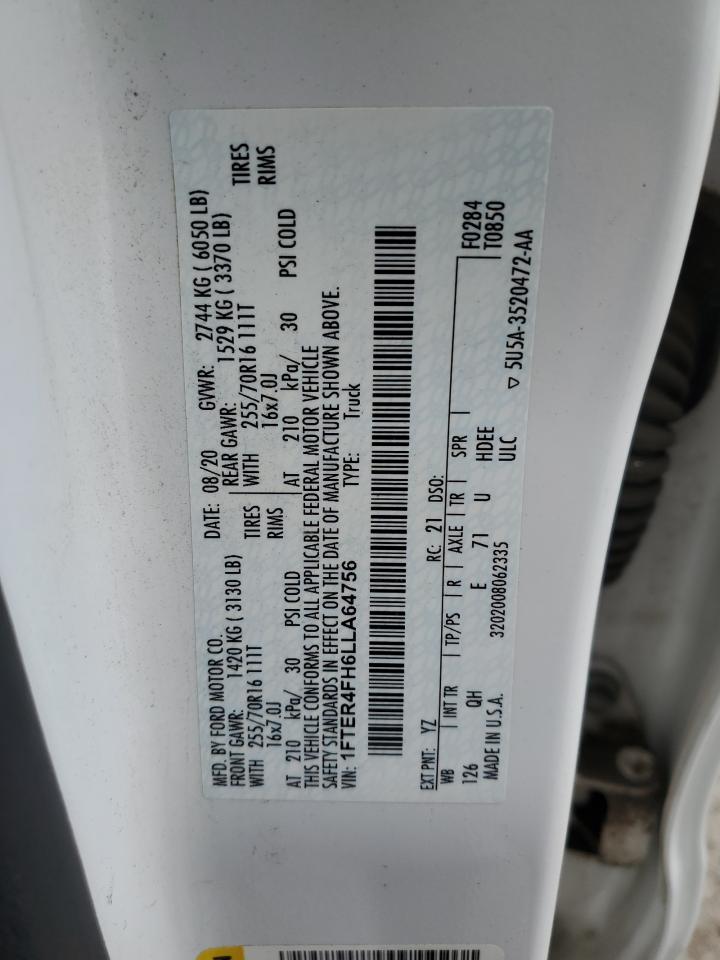 MFD. BY FORD MOTOR CO.
DATE: 08/20 GVWR: 2744 KG ( 6050 LB)
FRONT GAWR: 1420 KG ( 3130 LB) REAR GAWR: 1529 KG ( 3370 LB)
WITH 255/70R16 111T TIRES WITH 255/70R16 111T TIRES
16x7.0J RIMS 16x7.0J RIMS
AT 210 kPa/ 30 PSI COLD AT 210 kPa/ 30 PSI COLD
THIS VEHICLE CONFORMS TO ALL APPLICABLE FEDERAL MOTOR VEHICLE
SAFETY STANDARDS IN EFFECT ON THE DATE OF MANUFACTURE SHOWN ABOVE.
VIN: 1FTER4FH6LLA64756 TYPE: Truck
EXT PNT: YZ RC: 21 DSO: F0284
WB INT TR TP/PS R AXLE TR SPR T0850
126 QH E 71 U HDEE
MADE IN U.S.A. 3202008062335 ULC ▽ 5U5A-3520472-AA